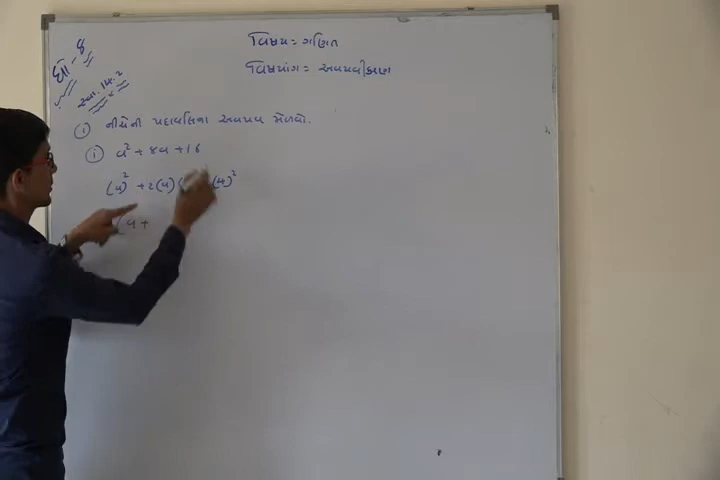 ધો - 8
સ્વા. 14.2
વિષય = ગણિત
વિષયાંગ = અવયવીકરણ
① નીચેની પદાવલિના અવયવ મેળવો.
ⓘ a² + 8a + 16
(a)² + 2(a)( (4)²
(a +